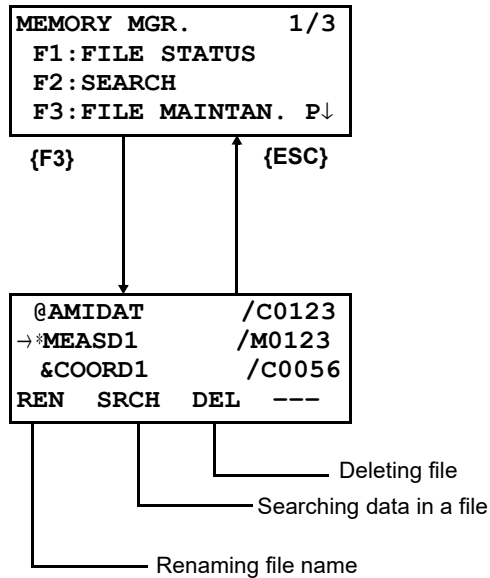 MEMORY MGR. 1/3
F1:FILE STATUS
F2:SEARCH
F3:FILE MAINTAN. P↓
{F3} {ESC}
@AMIDAT /C0123
→*MEASD1 /M0123
&COORD1 /C0056
REN SRCH DEL ---
Deleting file
Searching data in a file
Renaming file name